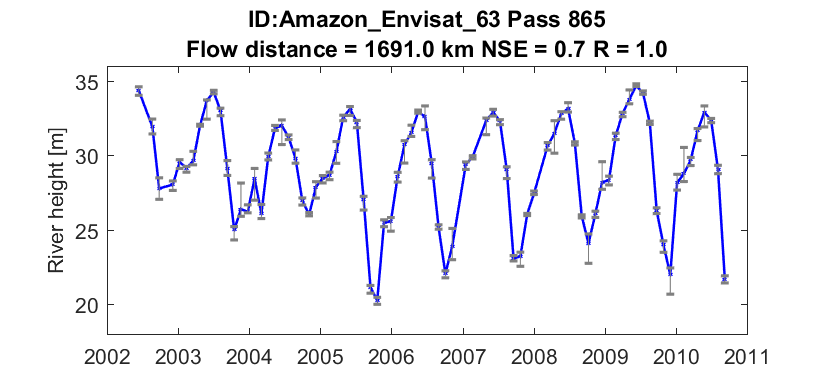 ID:Amazon_Envisat_63 Pass 865
Flow distance = 1691.0 km NSE = 0.7 R = 1.0
River height [m]
35
30
25
20
2002 2003 2004 2005 2006 2007 2008 2009 2010 2011